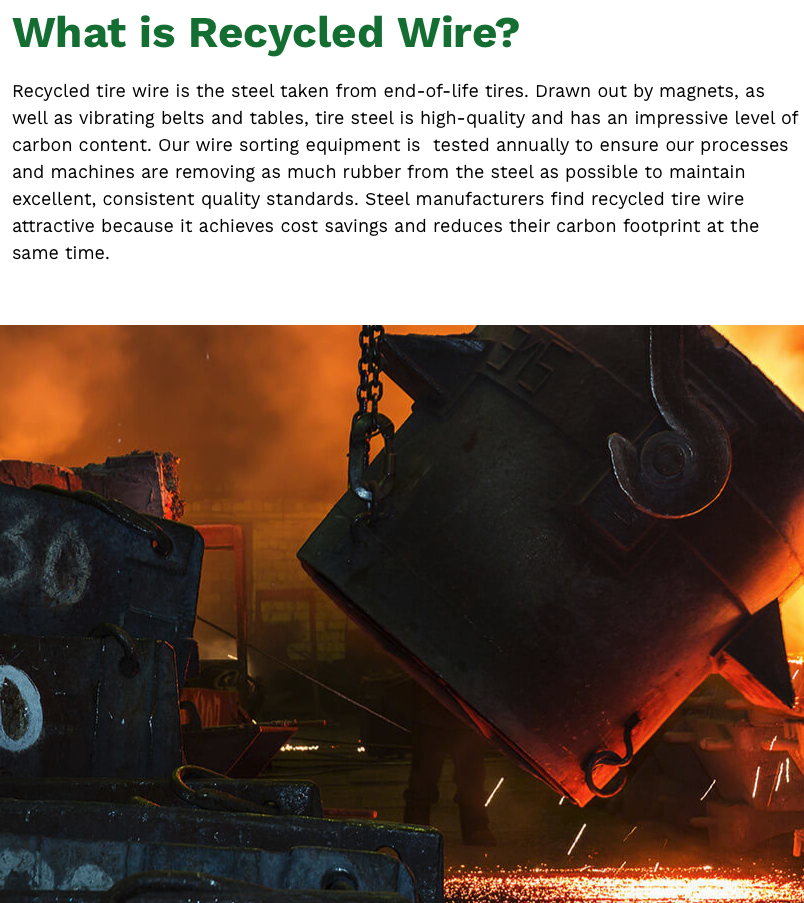 What is Recycled Wire?
Recycled tire wire is the steel taken from end-of-life tires. Drawn out by magnets, as
well as vibrating belts and tables, tire steel is high-quality and has an impressive level of
carbon content. Our wire sorting equipment is  tested annually to ensure our processes
and machines are removing as much rubber from the steel as possible to maintain
excellent, consistent quality standards. Steel manufacturers find recycled tire wire
attractive because it achieves cost savings and reduces their carbon footprint at the
same time.
30
0